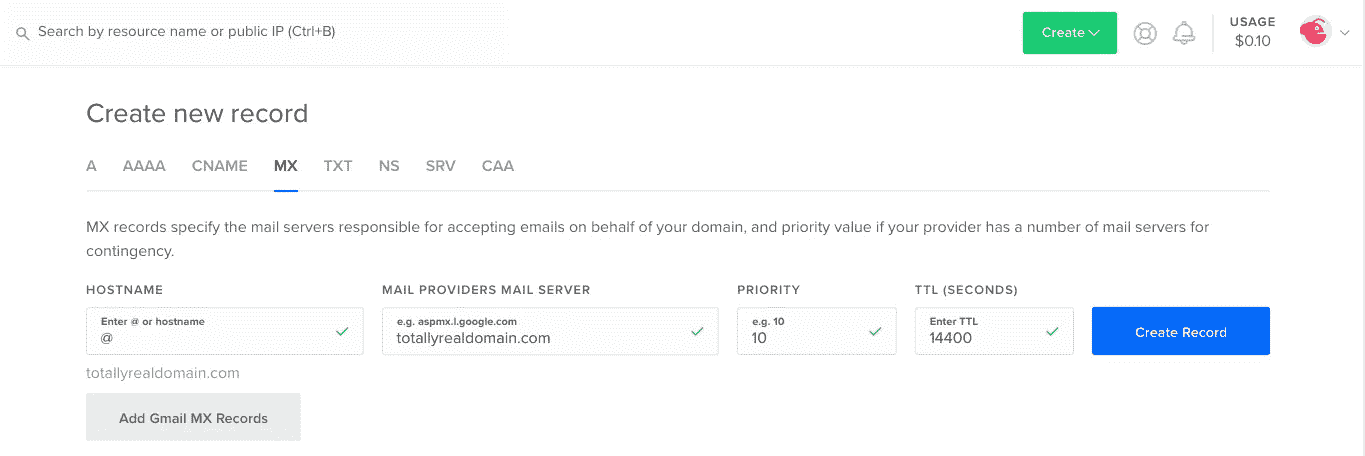 Search by resource name or public IP (Ctrl+B)
Create
USAGE
$0.10
Create new record
A AAAA CNAME MX TXT NS SRV CAA
MX records specify the mail servers responsible for accepting emails on behalf of your domain, and priority value if your provider has a number of mail servers for
contingency.
HOSTNAME MAIL PROVIDERS MAIL SERVER PRIORITY TTL (SECONDS)
Enter @ or hostname e.g. aspmx.l.google.com e.g. 10 Enter TTL
@ totallyrealdomain.com 10 14400
Create Record
totallyrealdomain.com
Add Gmail MX Records